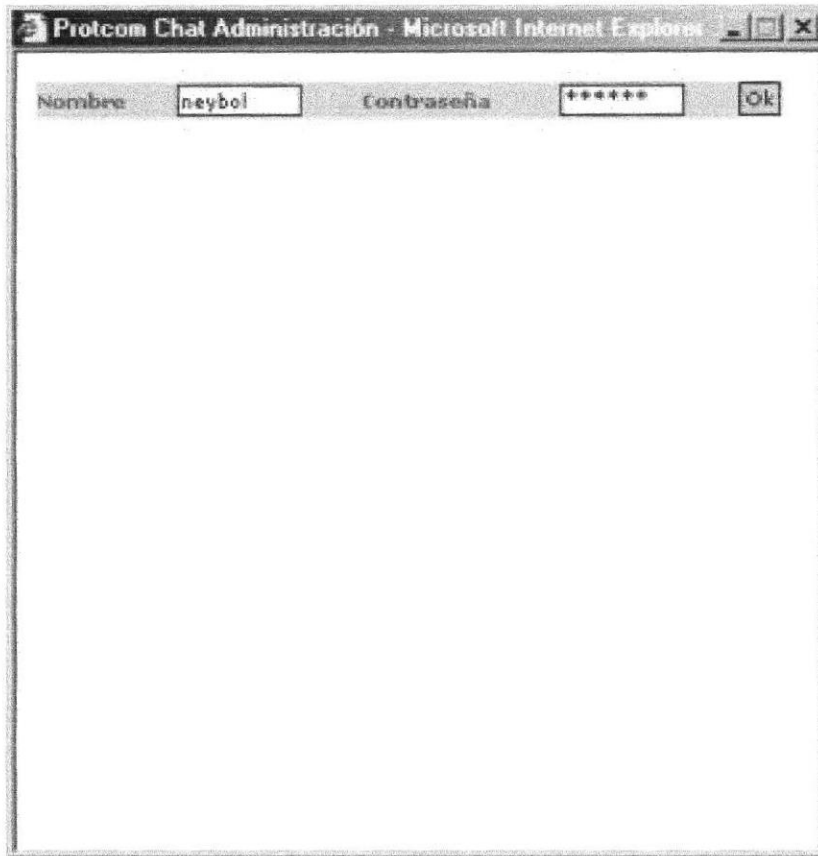 Protcom Chat Administración - Microsoft Internet Explorer
Nombre neybol Contraseña ****** Ok